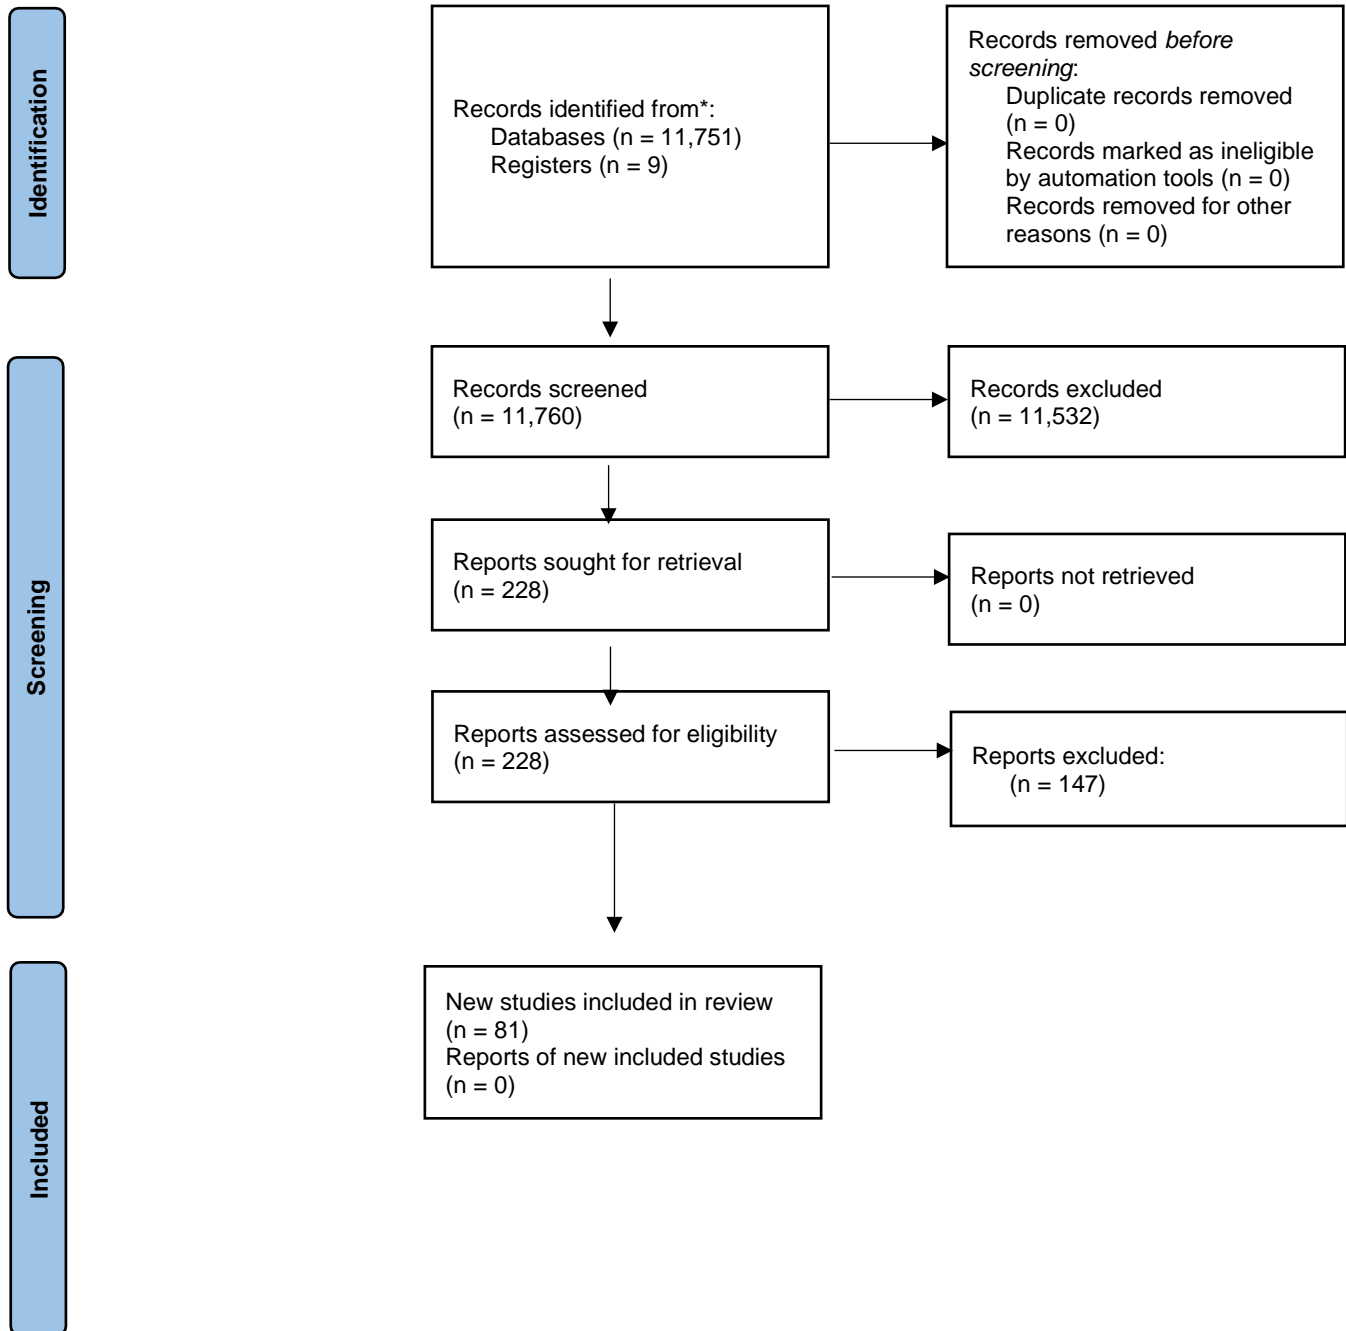 Identification
Records identified from*:
Databases (n = 11,751)
Registers (n = 9)
Records removed before
screening:
Duplicate records removed
(n = 0)
Records marked as ineligible
by automation tools (n = 0)
Records removed for other
reasons (n = 0)
Screening
Records screened
(n = 11,760)
Records excluded
(n = 11,532)
Reports sought for retrieval
(n = 228)
Reports not retrieved
(n = 0)
Reports assessed for eligibility
(n = 228)
Reports excluded:
(n = 147)
Included
New studies included in review
(n = 81)
Reports of new included studies
(n = 0)